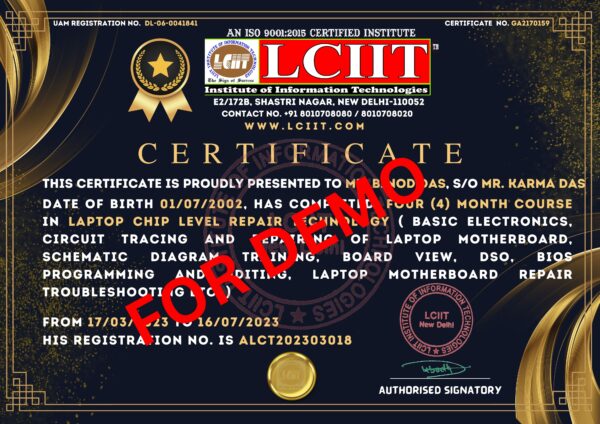 UAM REGISTRATION NO. DL-06-0041841
CERTIFICATE NO. GA2170159
AN ISO 9001:2015 CERTIFIED INSTITUTE
LCIIT
The Sign of Success
LCIIT TM
Institute of Information Technologies
E2/172B, SHASTRI NAGAR, NEW DELHI-110052
CONTACT NO. +91 8010708080 / 8010708020
WWW.LCIIT.COM
CERTIFICATE
THIS CERTIFICATE IS PROUDLY PRESENTED TO MR. BINOD DAS, S/O MR. KARMA DAS
DATE OF BIRTH 01/07/2002, HAS COMPLETED FOUR (4) MONTH COURSE
IN LAPTOP CHIP LEVEL REPAIR TECHNOLOGY ( BASIC ELECTRONICS,
CIRCUIT TRACING AND REPAIRING OF LAPTOP MOTHERBOARD,
SCHEMATIC DIAGRAM TRAINING, BOARD VIEW, DSO, BIOS
PROGRAMMING AND EDITING, LAPTOP MOTHERBOARD REPAIR
TROUBLESHOOTING ETC.)
FOR DEMO
FROM 17/03/2023 TO 16/07/2023
HIS REGISTRATION NO. IS ALCT202303018
LCIIT INSTITUTE OF INFORMATION TECHNOLOGIES
LCIIT
New Delhi
AUTHORISED SIGNATORY